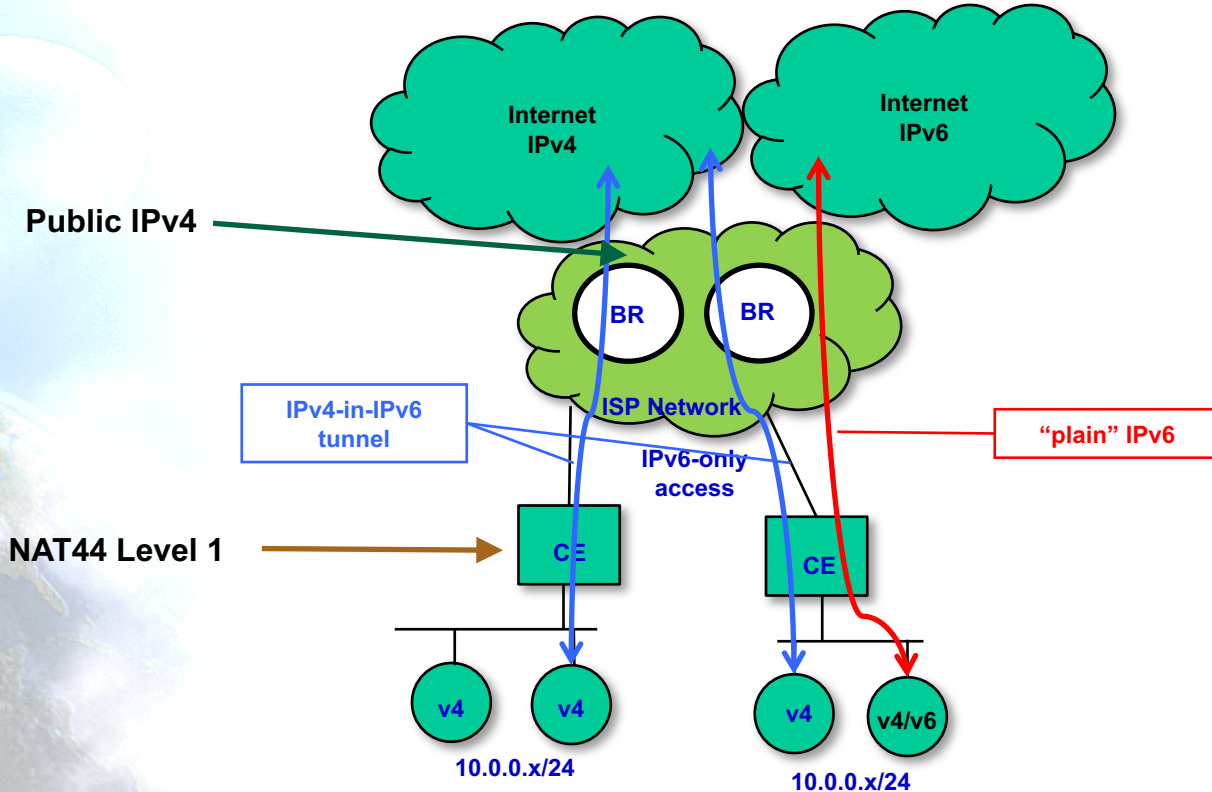 Internet
IPv4
Internet
IPv6
Public IPv4
BR
BR
IPv4-in-IPv6
tunnel
ISP Network
“plain” IPv6
IPv6-only
access
NAT44 Level 1
CE
CE
v4
v4
v4
v4/v6
10.0.0.x/24
10.0.0.x/24